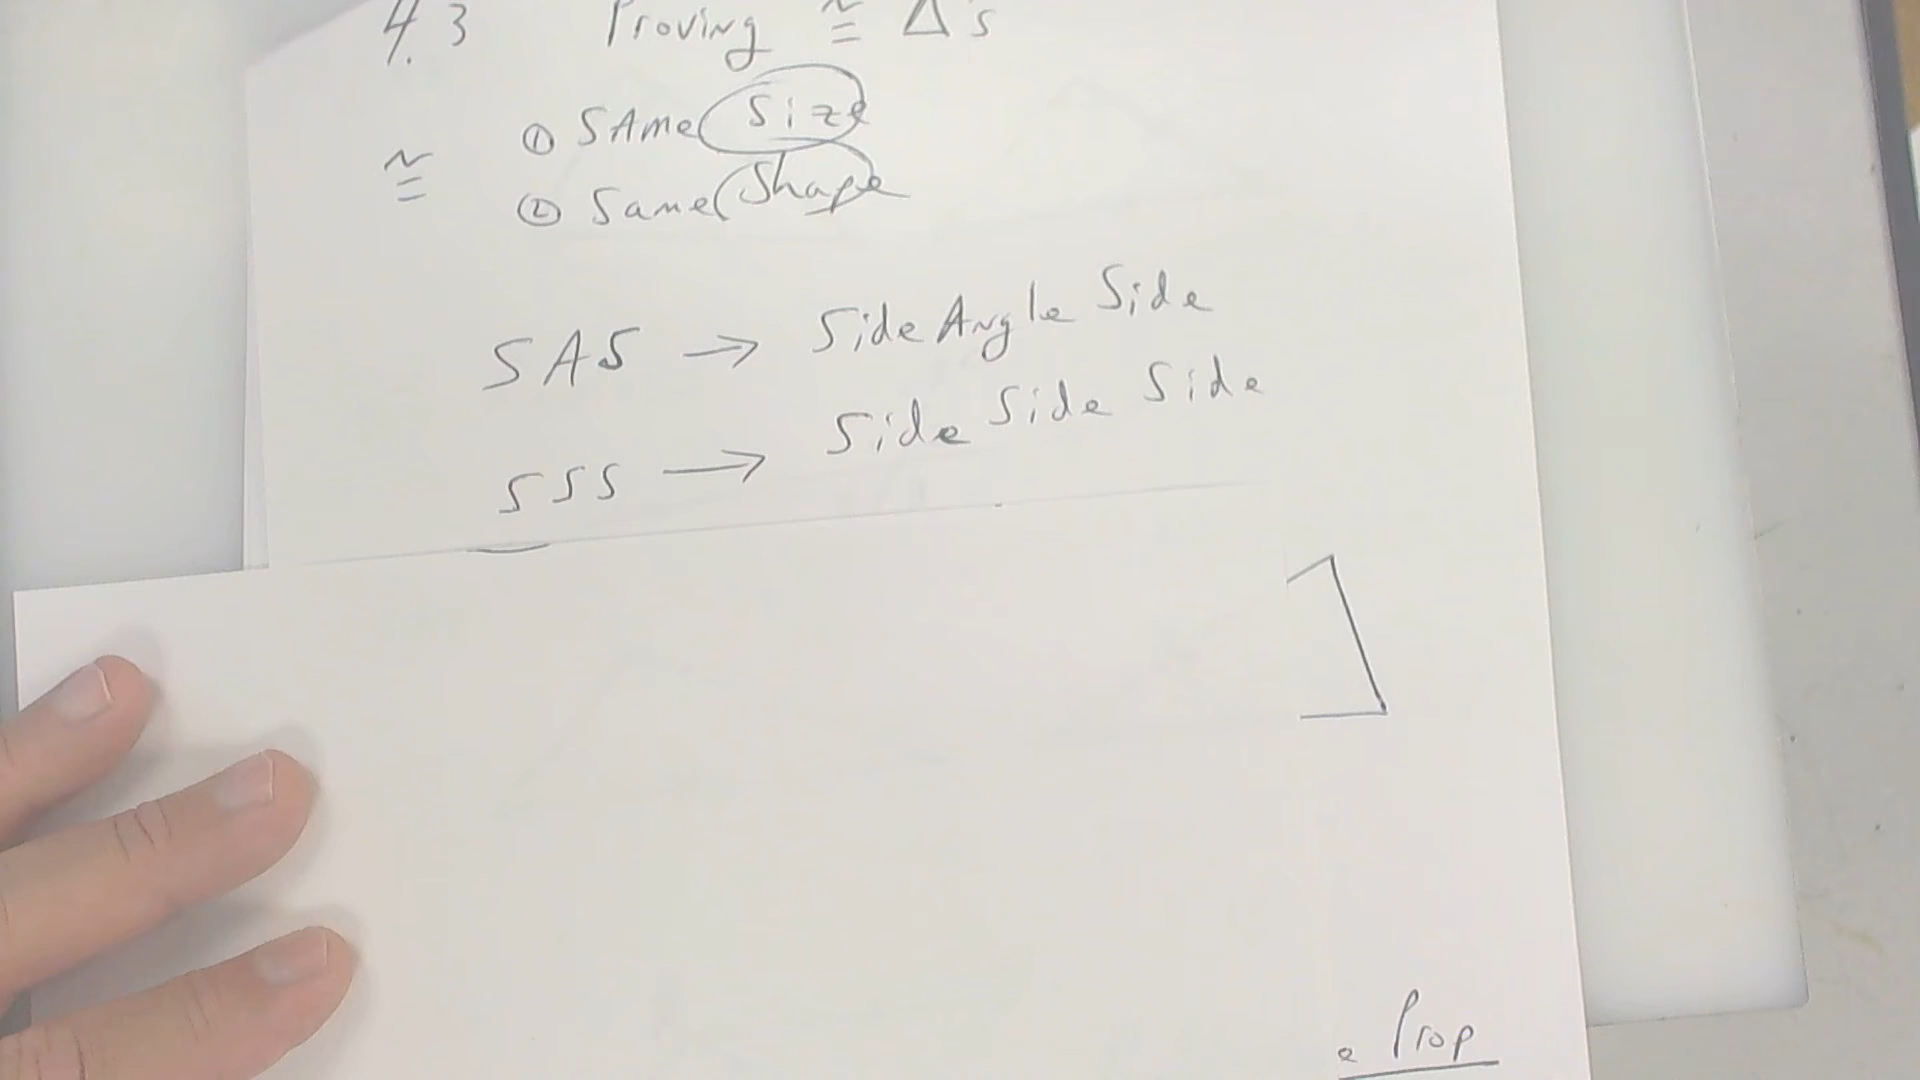 4.3 Proving ≅ Δ's
① SAme Size
≅
② Same Shape
SAS → Side Angle Side
SSS → Side Side Side
e Prop